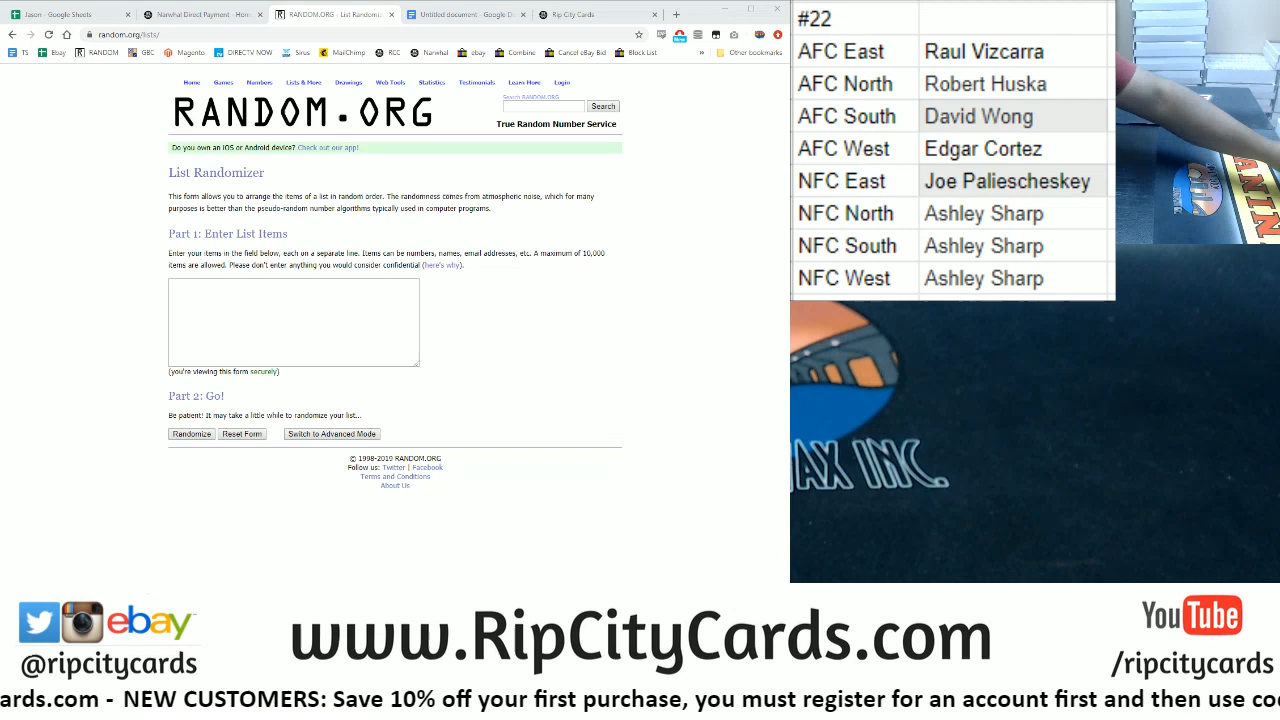 Jason - Google Sheets
Narwhal Direct Payment - Hom
RANDOM.ORG - List Randomiz
Untitled document - Google D
Rip City Cards
random.org/lists/
TS
Ebay
RANDOM
GBC
Magento
DIRECTV NOW
Sirus
MailChimp
RCC
Narwhal
ebay
Combine
Cancel eBay Bid
Block List
Other bookmarks
Home Games Numbers Lists & More Drawings Web Tools Statistics Testimonials Learn More Login
RANDOM.ORG
Search RANDOM.ORG
Search
True Random Number Service
Do you own an iOS or Android device? Check out our app!
List Randomizer
This form allows you to arrange the items of a list in random order. The randomness comes from atmospheric noise, which for many
purposes is better than the pseudo-random number algorithms typically used in computer programs.
Part 1: Enter List Items
Enter your items in the field below, each on a separate line. Items can be numbers, names, email addresses, etc. A maximum of 10,000
items are allowed. Please don't enter anything you would consider confidential (here's why).
(you're viewing this form securely)
Part 2: Go!
Be patient! It may take a little while to randomize your list...
Randomize Reset Form Switch to Advanced Mode
© 1998-2019 RANDOM.ORG
Follow us: Twitter | Facebook
Terms and Conditions
About Us
#22
AFC East Raul Vizcarra
AFC North Robert Huska
AFC South David Wong
AFC West Edgar Cortez
NFC East Joe Paliescheskey
NFC North Ashley Sharp
NFC South Ashley Sharp
NFC West Ashley Sharp
ANIN
AX INC.
ebay
@ripcitycards
www.RipCityCards.com
YouTube
/ripcitycards
cards.com - NEW CUSTOMERS: Save 10% off your first purchase, you must register for an account first and then use co